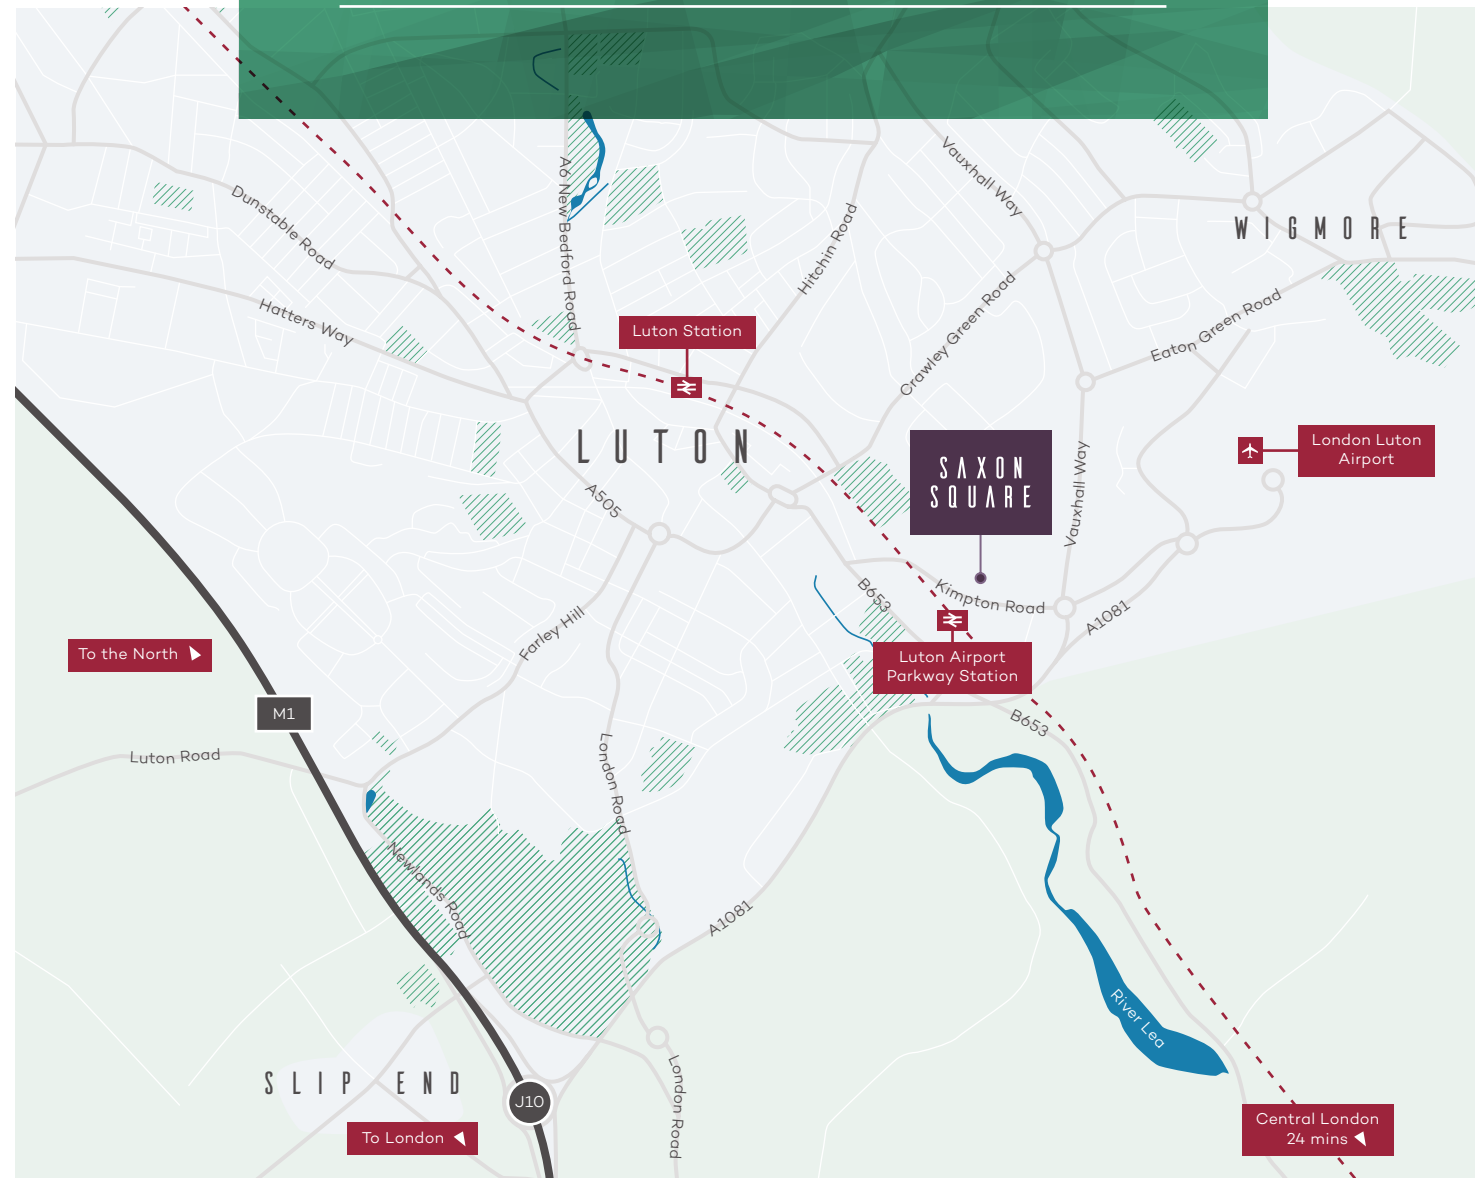 Vauxhall Way
A6 New Bedford Road
Dunstable Road
WIGMORE
Hitchin Road
Hatters Way
Crawley Green Road
Eaton Green Road
Luton Station
LUTON
London Luton
Airport
SAXON
SQUARE
A505
Vauxhall Way
B653
Kimpton Road
A1081
Farley Hill
To the North
Luton Airport
Parkway Station
M1
B653
Luton Road
London Road
Newlands Road
A1081
River Lea
SLIP END
J10
London Road
To London
Central London
24 mins